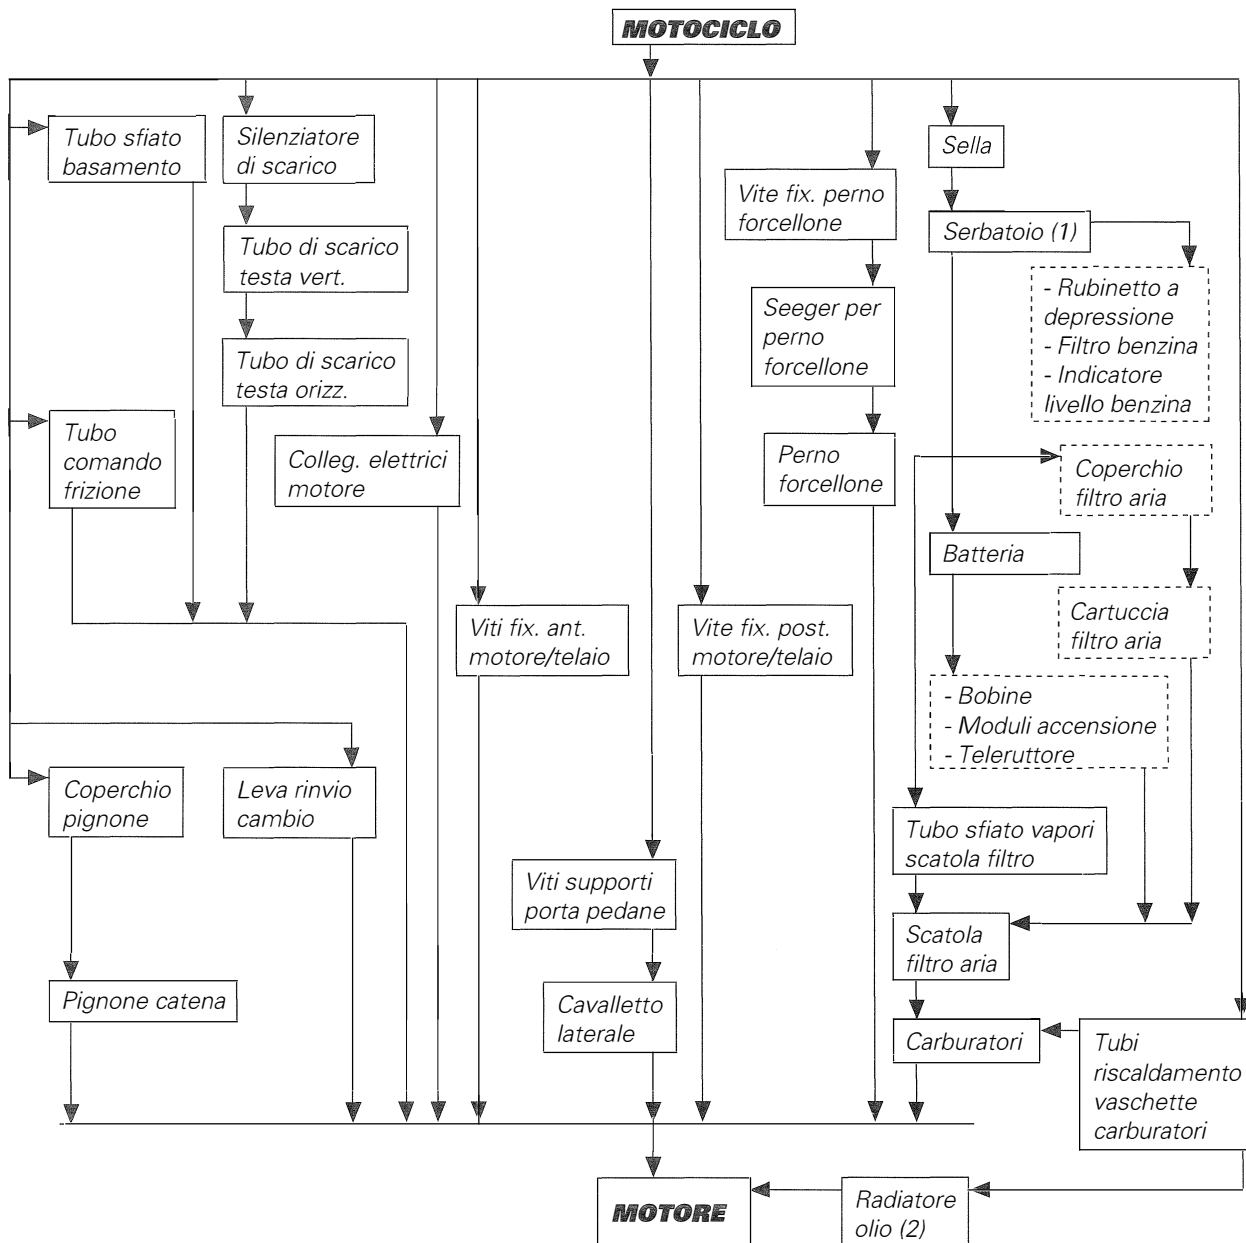 MOTOCICLO
Tubo sfiato
basamento
Silenziatore
di scarico
Tubo di scarico
testa vert.
Tubo di scarico
testa orizz.
Tubo
comando
frizione
Colleg. elettrici
motore
Viti fix. ant.
motore/telaio
Vite fix. post.
motore/telaio
Vite fix. perno
forcellone
Seeger per
perno
forcellone
Perno
forcellone
Sella
Serbatoio (1)
- Rubinetto a
depressione
- Filtro benzina
- Indicatore
livello benzina
Coperchio
filtro aria
Batteria
Cartuccia
filtro aria
- Bobine
- Moduli accensione
- Teleruttore
Coperchio
pignone
Leva rinvio
cambio
Tubo sfiato vapori
scatola filtro
Viti supporti
porta pedane
Scatola
filtro aria
Pignone catena
Cavalletto
laterale
Carburatori
Tubi
riscaldamento
vaschette
carburatori
MOTORE
Radiatore
olio (2)